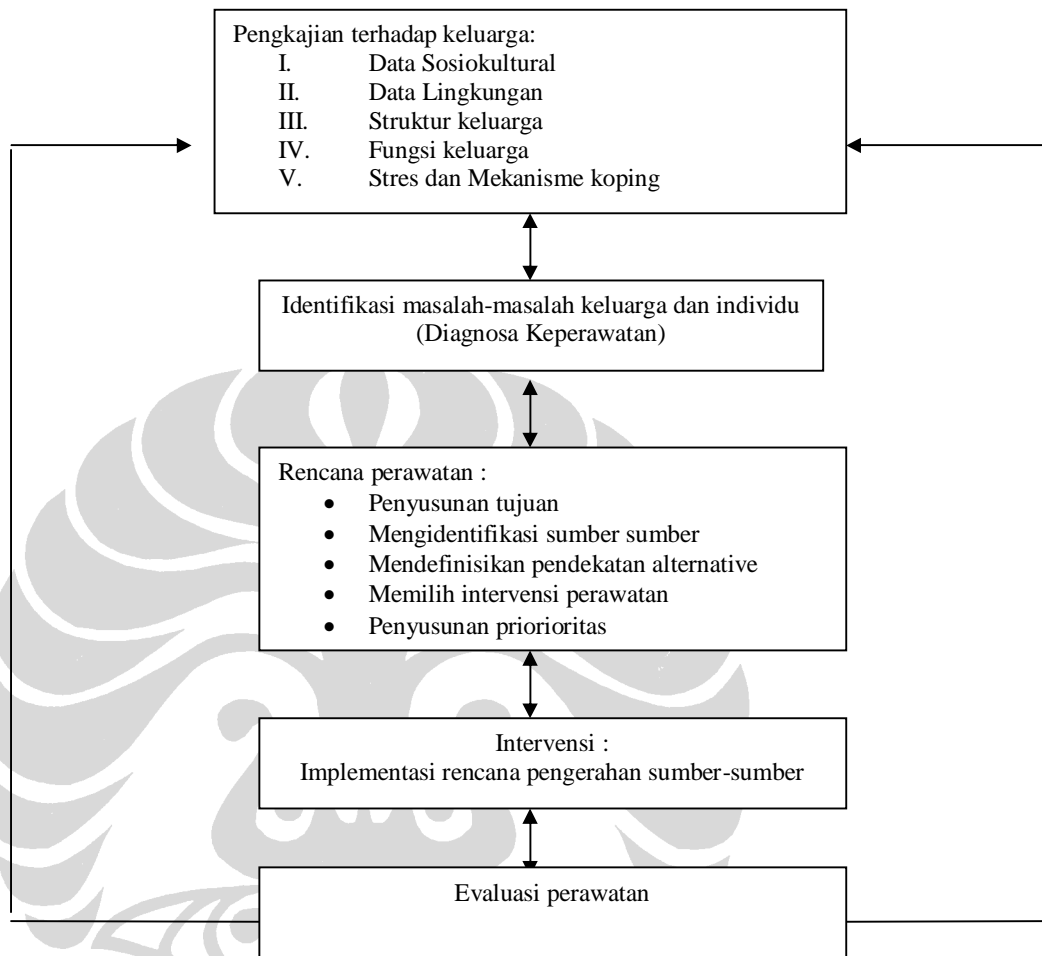 Pengkajian terhadap keluarga:
I. Data Sosiokultural
II. Data Lingkungan
III. Struktur keluarga
IV. Fungsi keluarga
V. Stres dan Mekanisme koping
Identifikasi masalah-masalah keluarga dan individu
(Diagnosa Keperawatan)
Rencana perawatan :
• Penyusunan tujuan
• Mengidentifikasi sumber sumber
• Mendefinisikan pendekatan alternative
• Memilih intervensi perawatan
• Penyusunan priorioritas
Intervensi :
Implementasi rencana pengerahan sumber-sumber
Evaluasi perawatan